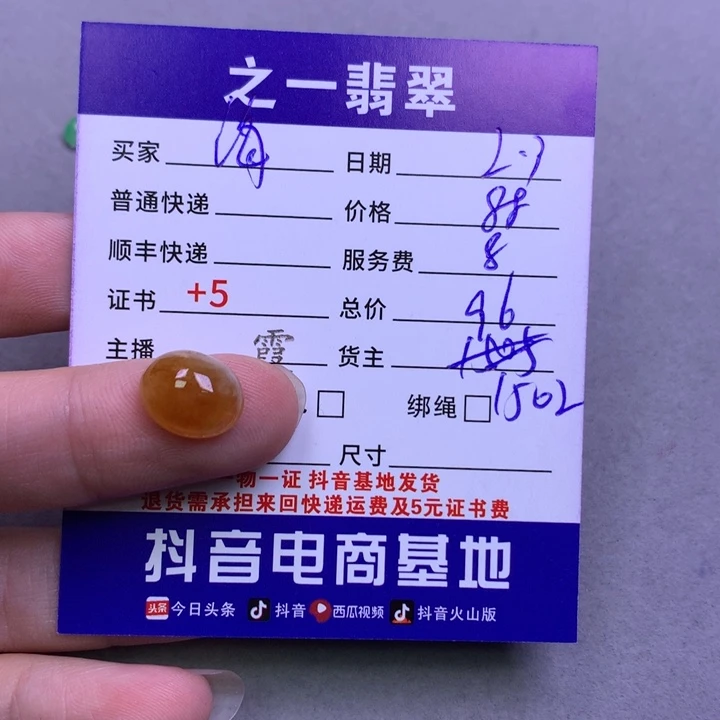 之一翡翠
买家 日期 2-7
普通快递 价格 88
顺丰快递 服务费 8
证书 +5 总价 96
主播 霞 货主 1505
绑绳 1502
尺寸
物一证 抖音基地发货
退货需承担来回快递运费及5元证书费
抖音电商基地
头条 今日头条 抖音 西瓜视频 抖音火山版